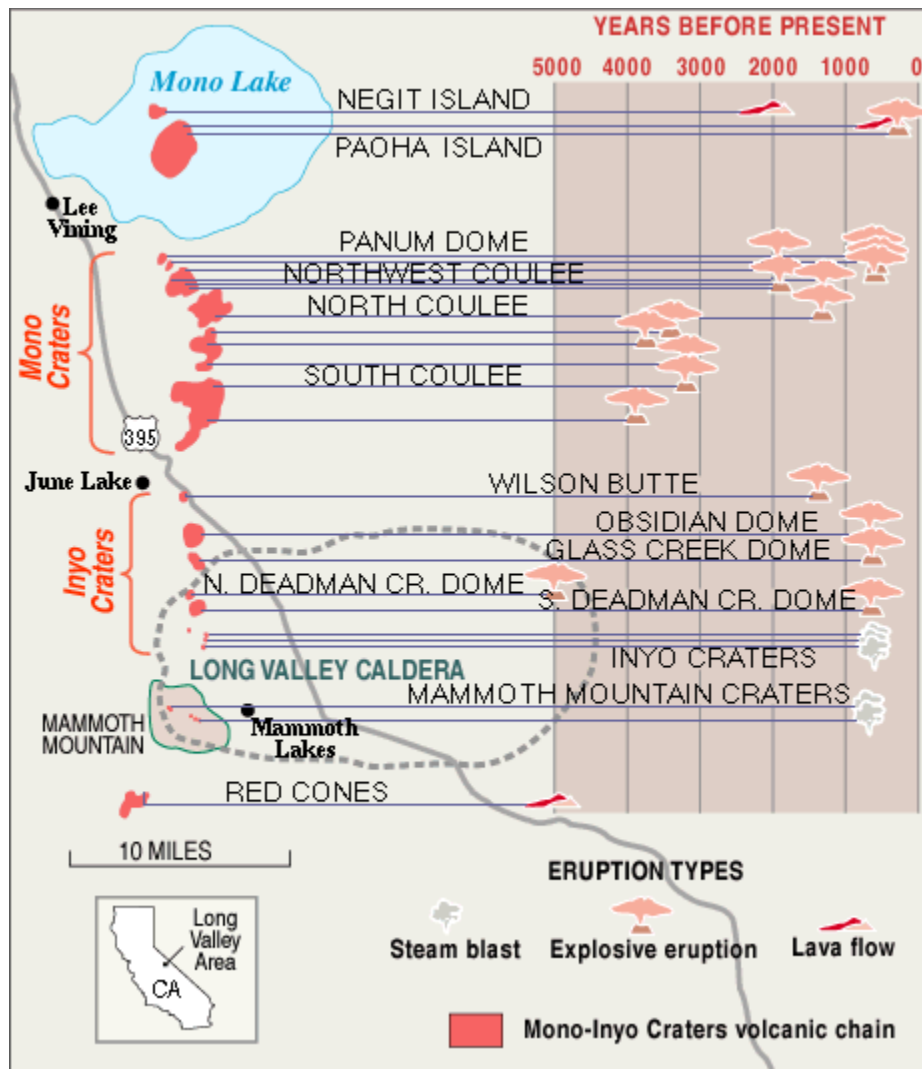 YEARS BEFORE PRESENT
5000 4000 3000 2000 1000 0
Mono Lake
NEGIT ISLAND
PAOHA ISLAND
Lee
Vining
PANUM DOME
NORTHWEST COULEE
NORTH COULEE
Mono
Craters
SOUTH COULEE
395
June Lake
WILSON BUTTE
OBSIDIAN DOME
GLASS CREEK DOME
Inyo
Craters
N. DEADMAN CR. DOME
S. DEADMAN CR. DOME
INYO CRATERS
LONG VALLEY CALDERA
MAMMOTH MOUNTAIN CRATERS
MAMMOTH
MOUNTAIN
Mammoth
Lakes
RED CONES
10 MILES
ERUPTION TYPES
Steam blast
Explosive eruption
Lava flow
Long
Valley
Area
CA
Mono-Inyo Craters volcanic chain